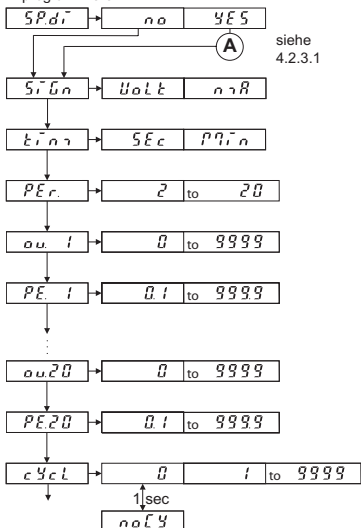 SP.di no YES
A
siehe
4.2.3.1
SiGn VoLt mA
tim SEc Min
PEr. 2 to 20
ou. 1 0 to 9999
PE. 1 0.1 to 999.9
ou.20 0 to 9999
PE.20 0.1 to 999.9
cYcL 0 1 to 9999
1 sec
noCY